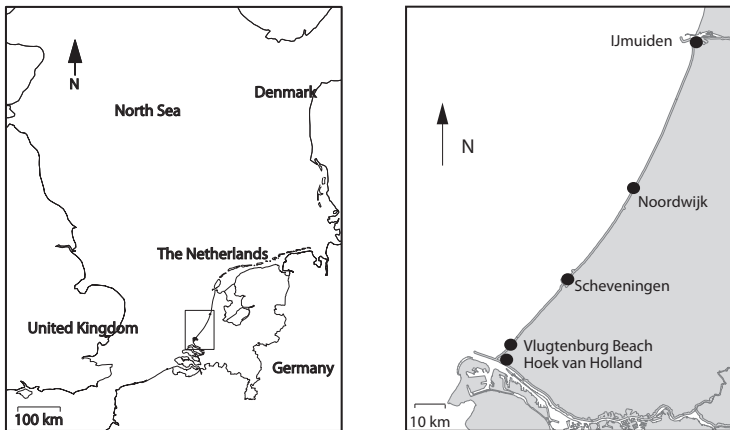 N
North Sea
Denmark
The Netherlands
United Kingdom
Germany
100 km
IJmuiden
N
Noordwijk
Scheveningen
Vlugtenburg Beach
Hoek van Holland
10 km